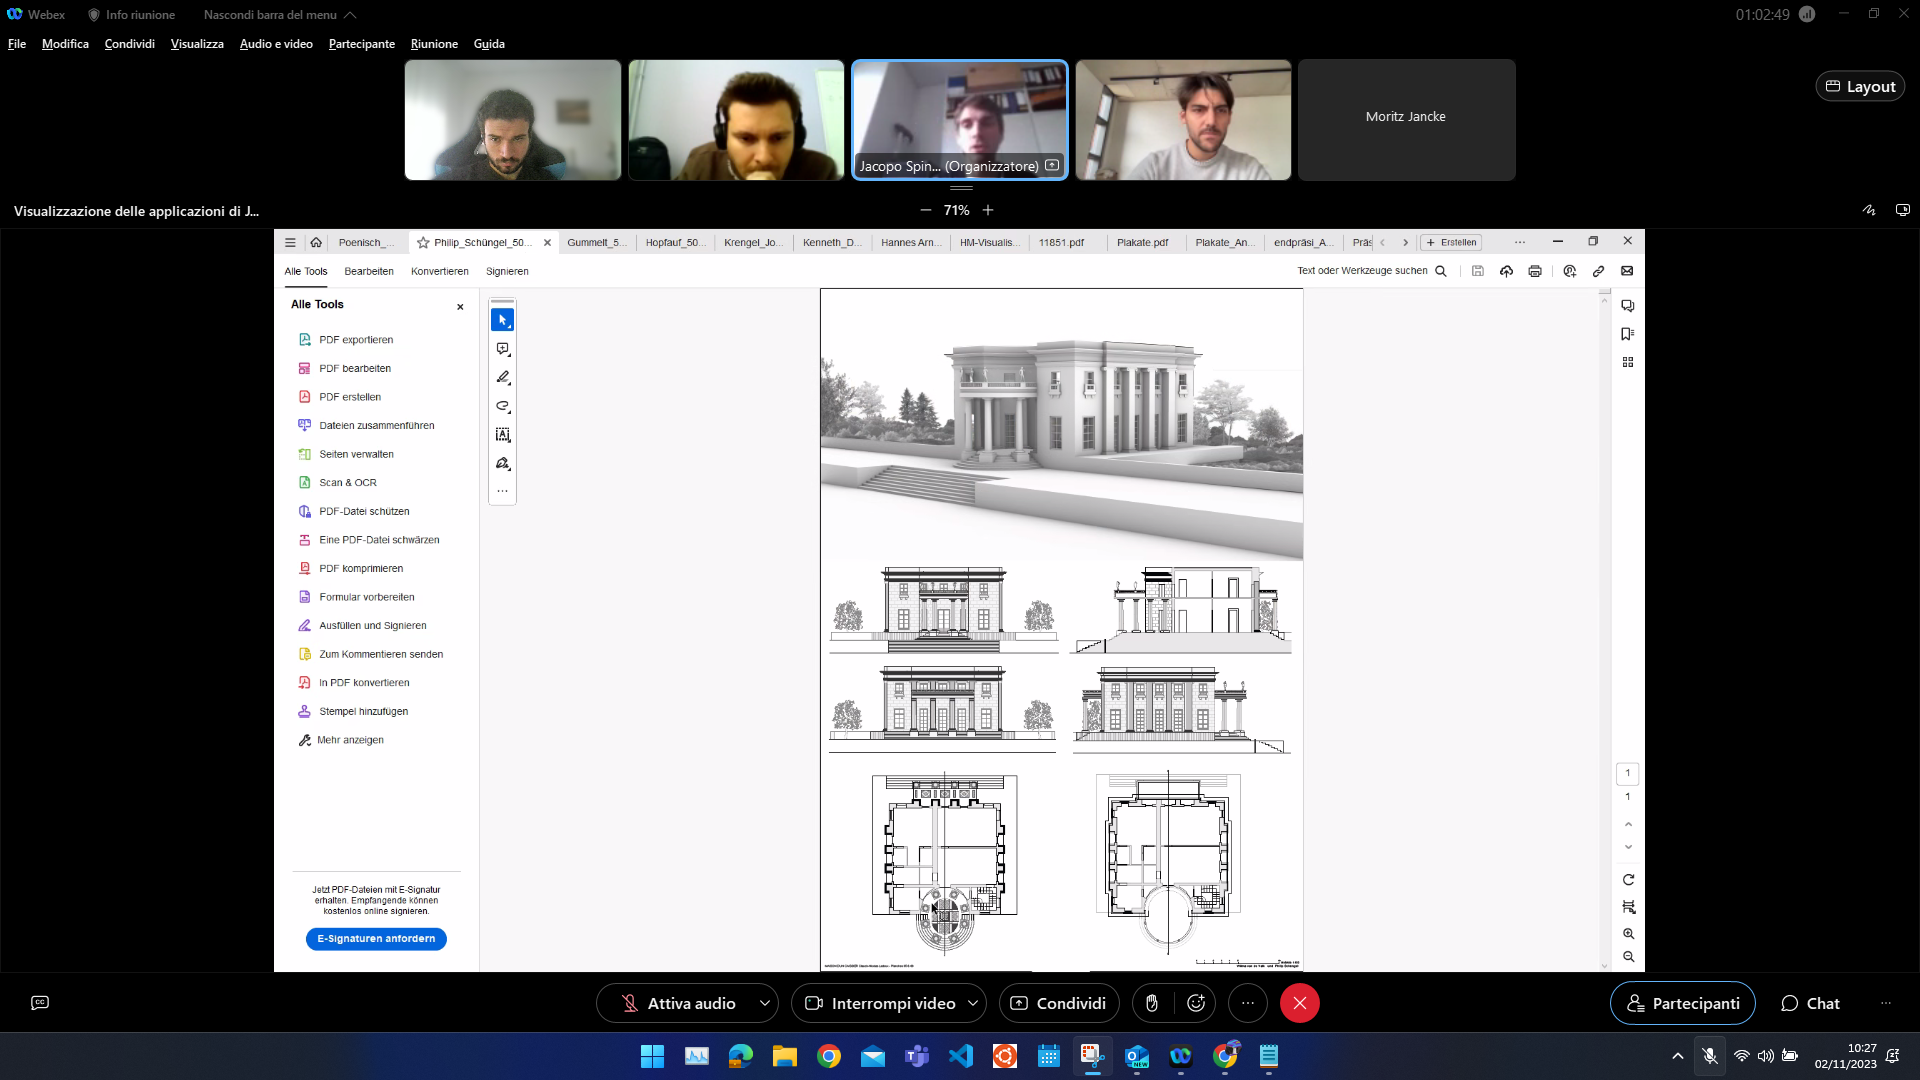 Webex
Info riunione
Nascondi barra del menu
01:02:49
File
Modifica
Condividi
Visualizza
Audio e video
Partecipante
Riunione
Guida
Layout
Jacopo Spin... (Organizzatore)
Moritz Jancke
Visualizzazione delle applicazioni di J...
71%
Poenisch_...
Philip_Schüngel_50...
Gummelt_5...
Hopfauf_50...
Krengel_Jo...
Kenneth_D...
Hannes Arn...
HM-Visualis...
11851.pdf
Plakate.pdf
Plakate_An...
endpräsi_A...
Präs
Erstellen
Alle Tools
Bearbeiten
Konvertieren
Signieren
Text oder Werkzeuge suchen
Alle Tools
PDF exportieren
PDF bearbeiten
PDF erstellen
Dateien zusammenführen
Seiten verwalten
Scan & OCR
PDF-Datei schützen
Eine PDF-Datei schwärzen
PDF komprimieren
Formular vorbereiten
Ausfüllen und Signieren
Zum Kommentieren senden
In PDF konvertieren
Stempel hinzufügen
Mehr anzeigen
Jetzt PDF-Dateien mit E-Signatur
erhalten. Empfangende können
kostenlos online signieren.
E-Signaturen anfordern
1
1
Attiva audio
Interrompi video
Condividi
Partecipanti
Chat
10:27
02/11/2023